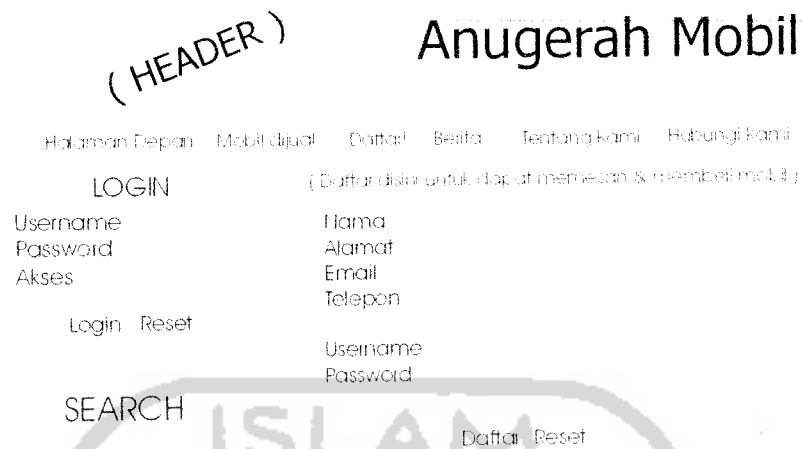 ( HEADER )
Anugerah Mobil
Halaman Depan Mobil dijual Daftar! Berita Tentang kami Hubungi kami
LOGIN
( Daftar disini untuk dapat memesan & membeli mobil )
Username
Password
Akses
Login Reset
SEARCH
Nama
Alamat
Email
Telepon
Username
Password
Daftar Reset
ISLAM